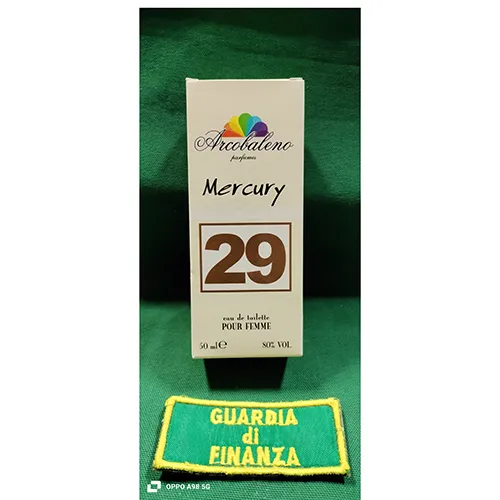 Arcobaleno
parfumes
Mercury
29
eau de toilette
POUR FEMME
50 ml℮ 80% VOL.
GUARDIA
di
FINANZA
OPPO A98 5G